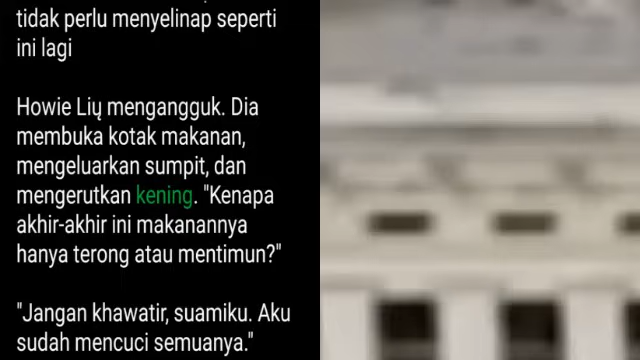 tidak perlu menyelinap seperti
ini lagi
Howie Lių mengangguk. Dia
membuka kotak makanan,
mengeluarkan sumpit, dan
mengerutkan kening. "Kenapa
akhir-akhir ini makanannya
hanya terong atau mentimun?"
"Jangan khawatir, suamiku. Aku
sudah mencuci semuanya."